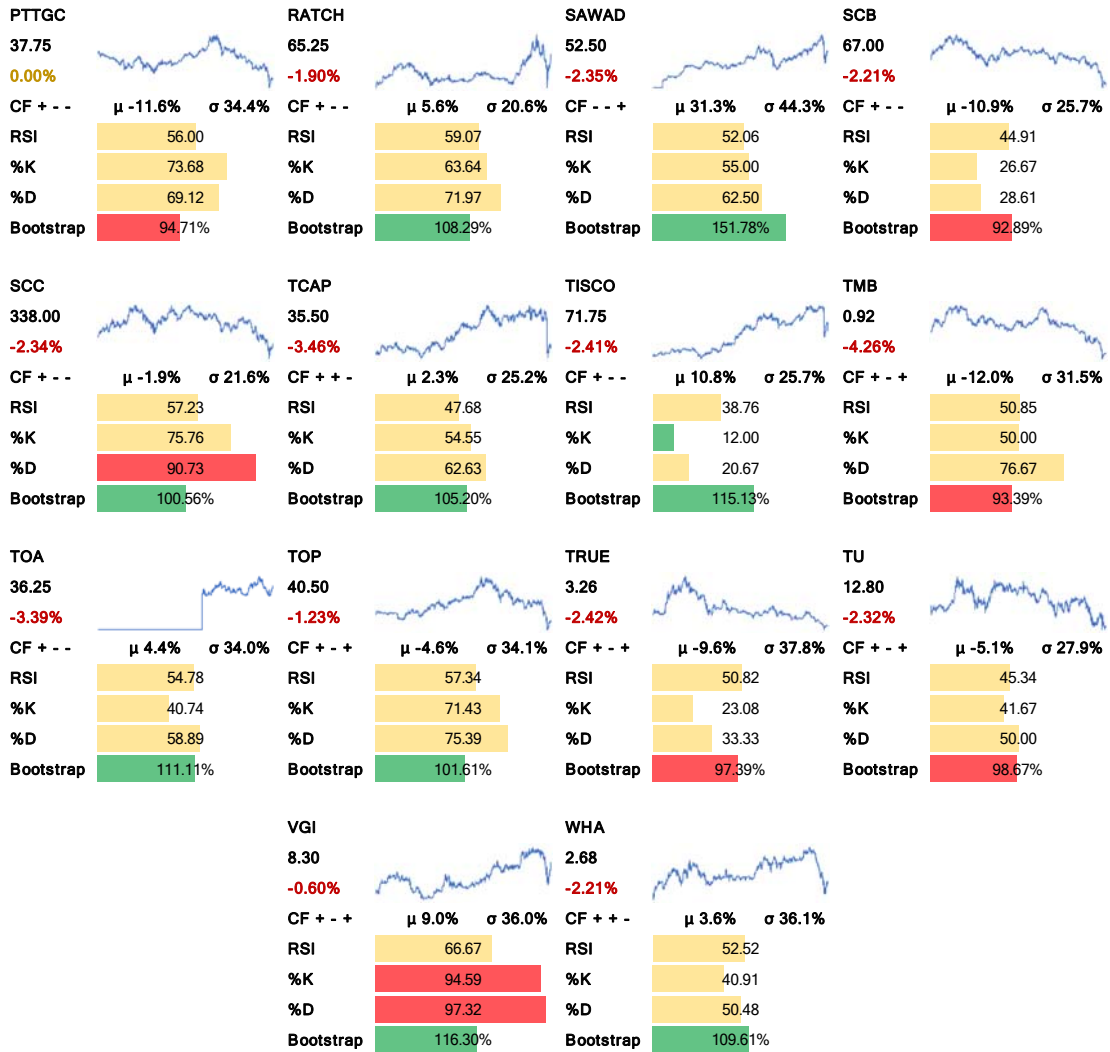 PTTGC
37.75
0.00%
CF + - - μ -11.6% σ 34.4%
RSI 56.00
%K 73.68
%D 69.12
Bootstrap 94.71%
RATCH
65.25
-1.90%
CF + - - μ 5.6% σ 20.6%
RSI 59.07
%K 63.64
%D 71.97
Bootstrap 108.29%
SAWAD
52.50
-2.35%
CF - - + μ 31.3% σ 44.3%
RSI 52.06
%K 55.00
%D 62.50
Bootstrap 151.78%
SCB
67.00
-2.21%
CF + - - μ -10.9% σ 25.7%
RSI 44.91
%K 26.67
%D 28.61
Bootstrap 92.89%
SCC
338.00
-2.34%
CF + - - μ -1.9% σ 21.6%
RSI 57.23
%K 75.76
%D 90.73
Bootstrap 100.56%
TCAP
35.50
-3.46%
CF + + - μ 2.3% σ 25.2%
RSI 47.68
%K 54.55
%D 62.63
Bootstrap 105.20%
TISCO
71.75
-2.41%
CF + - - μ 10.8% σ 25.7%
RSI 38.76
%K 12.00
%D 20.67
Bootstrap 115.13%
TMB
0.92
-4.26%
CF + - + μ -12.0% σ 31.5%
RSI 50.85
%K 50.00
%D 76.67
Bootstrap 93.39%
TOA
36.25
-3.39%
CF + - - μ 4.4% σ 34.0%
RSI 54.78
%K 40.74
%D 58.89
Bootstrap 111.11%
TOP
40.50
-1.23%
CF + - + μ -4.6% σ 34.1%
RSI 57.34
%K 71.43
%D 75.39
Bootstrap 101.61%
TRUE
3.26
-2.42%
CF + - + μ -9.6% σ 37.8%
RSI 50.82
%K 23.08
%D 33.33
Bootstrap 97.39%
TU
12.80
-2.32%
CF + - + μ -5.1% σ 27.9%
RSI 45.34
%K 41.67
%D 50.00
Bootstrap 98.67%
VGI
8.30
-0.60%
CF + - + μ 9.0% σ 36.0%
RSI 66.67
%K 94.59
%D 97.32
Bootstrap 116.30%
WHA
2.68
-2.21%
CF + + - μ 3.6% σ 36.1%
RSI 52.52
%K 40.91
%D 50.48
Bootstrap 109.61%